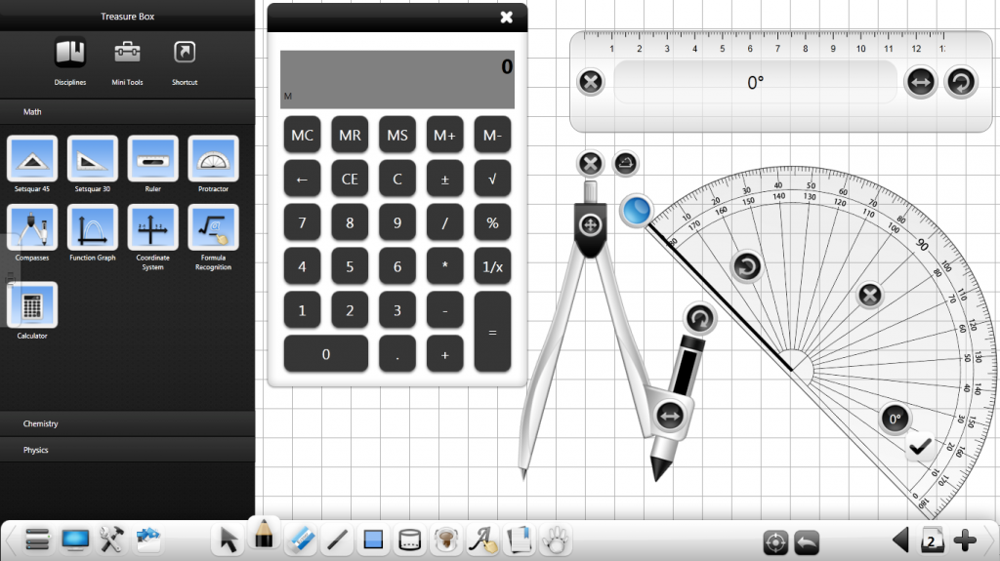 Treasure Box
Disciplines Mini Tools Shortcut
Math
Setsquar 45 Setsquar 30 Ruler Protractor
Compasses Function Graph Coordinate System Formula Recognition
Calculator
Chemistry
Physics
0
M
MC MR MS M+ M-
← CE C ± √
7 8 9 / %
4 5 6 * 1/x
1 2 3 - =
0 . +
1 2 3 4 5 6 7 8 9 10 11 12
0°
10 20 30 40 50 60 70 80 90 100 110 120 130 140 150 160 170 180
170 160 150 140 130 120 110 100 80 70 60 50 40 30 20 10 0
0°
2